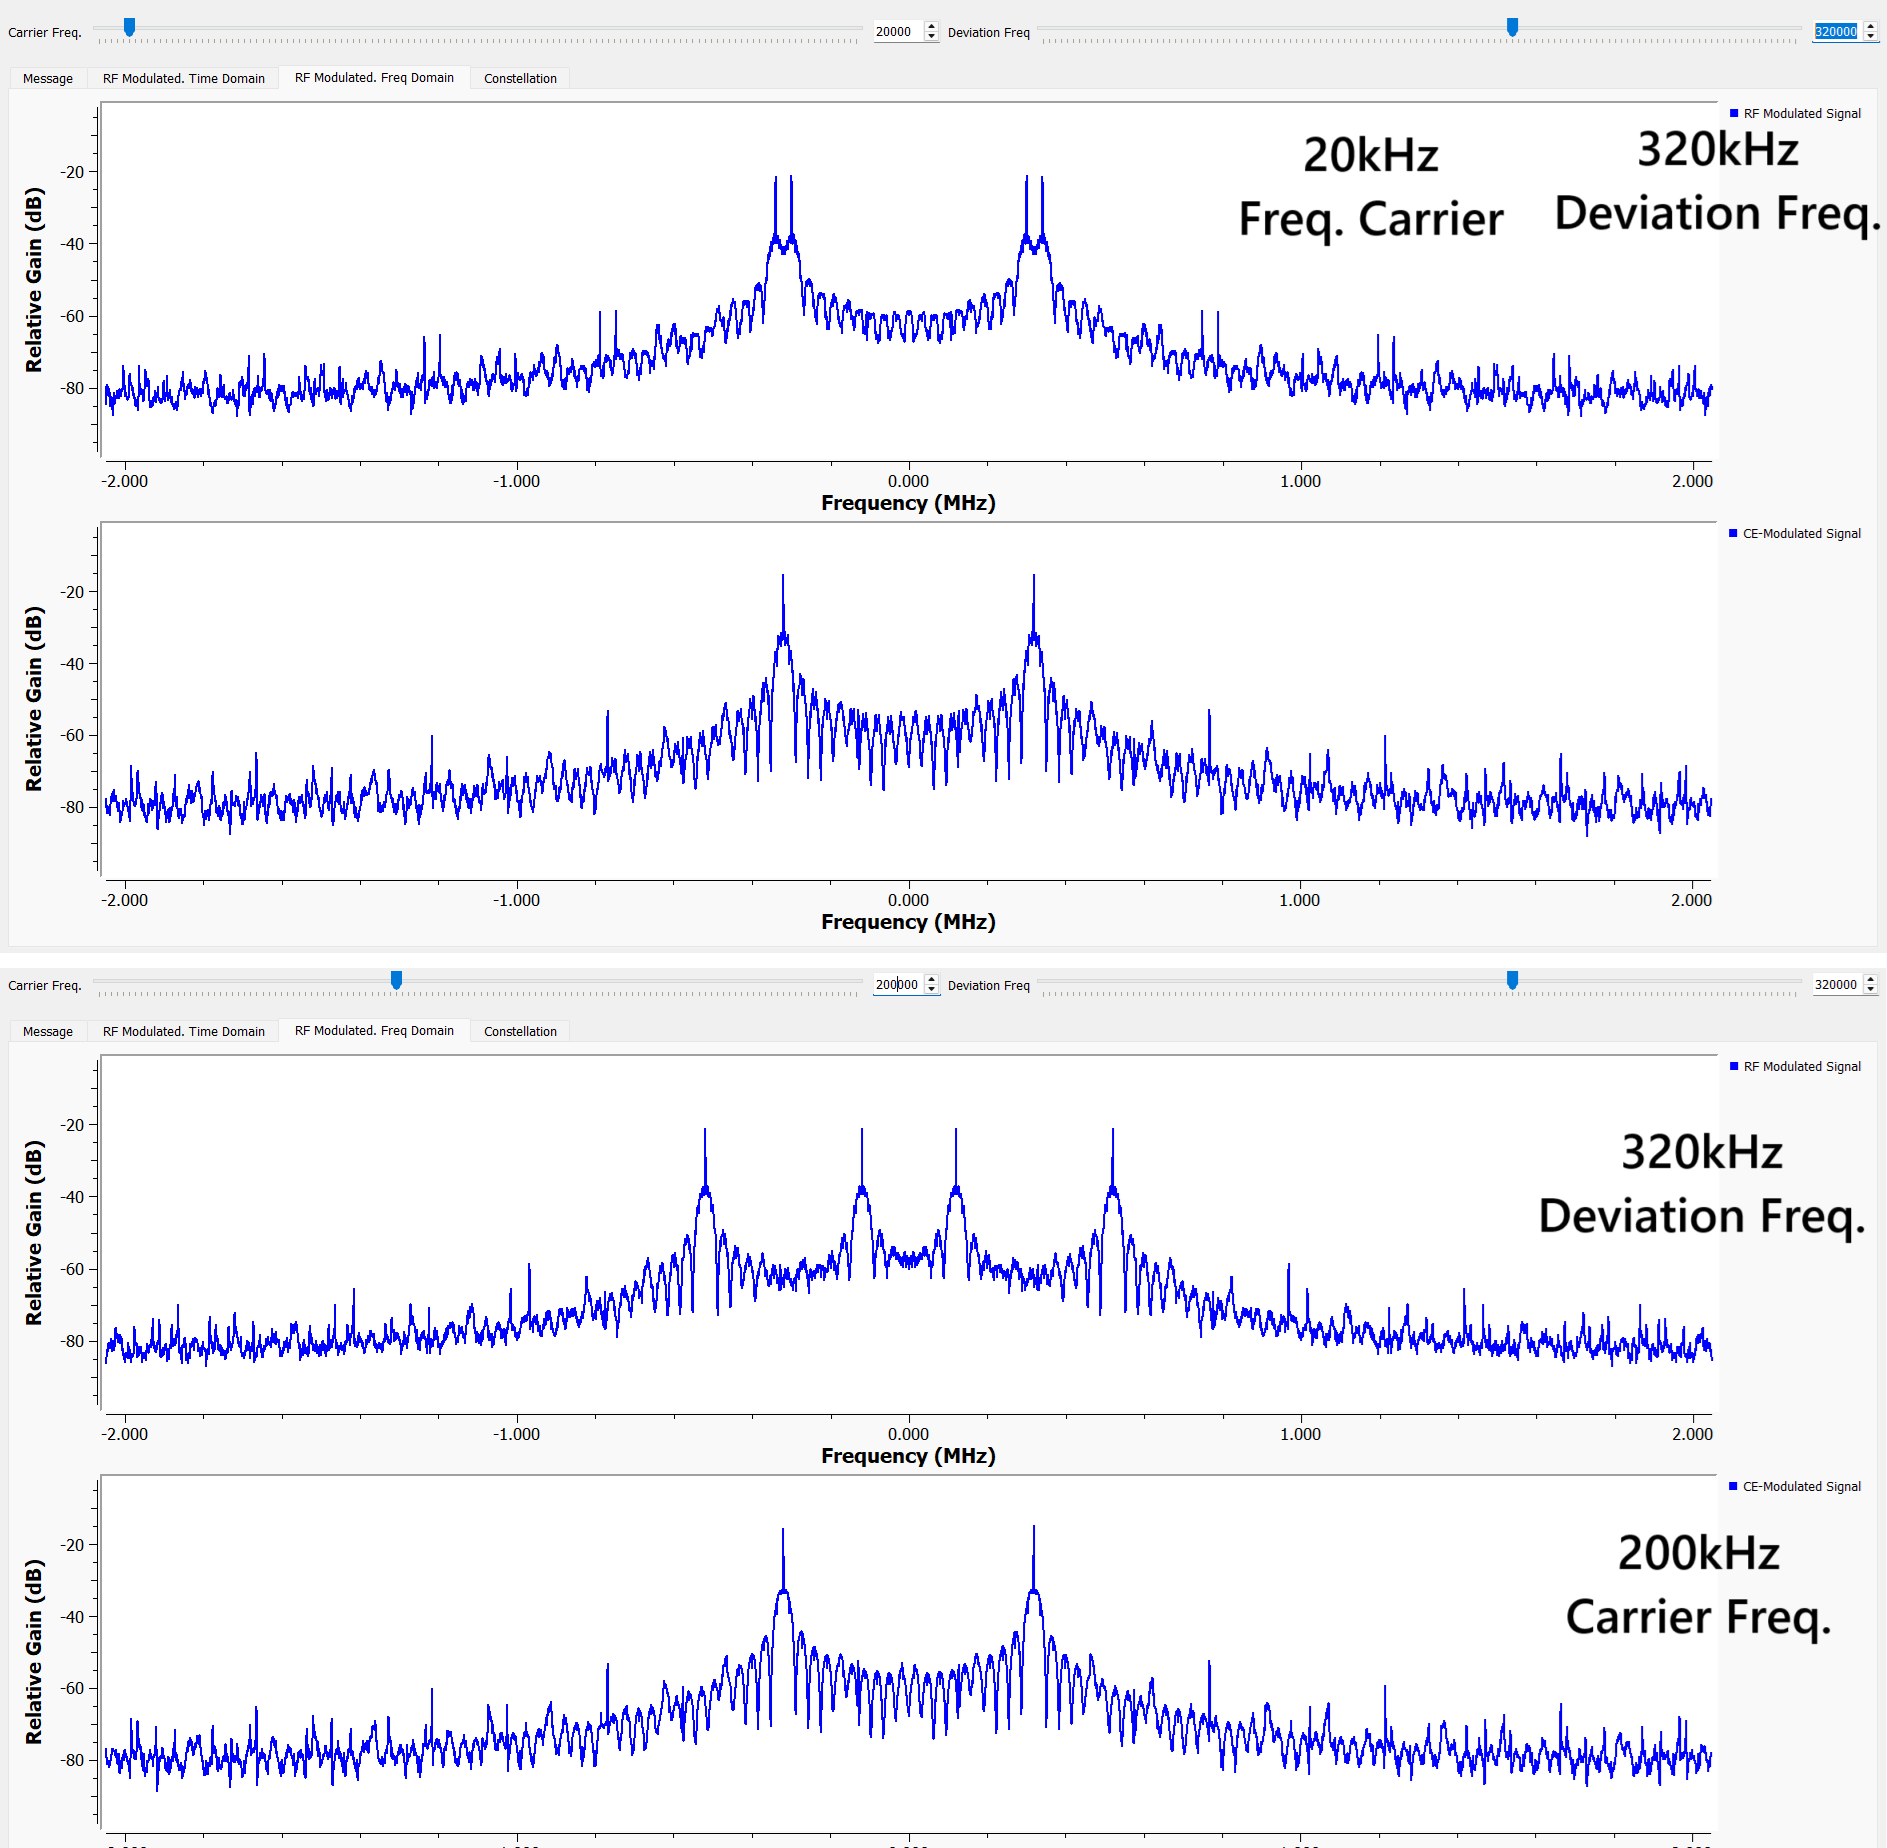 Carrier Freq. 20000 Deviation Freq 320000
Message RF Modulated. Time Domain RF Modulated. Freq Domain Constellation
RF Modulated Signal
20kHz
Freq. Carrier
320kHz
Deviation Freq.
Relative Gain (dB)
-20
-40
-60
-80
-2.000 -1.000 0.000 1.000 2.000
Frequency (MHz)
CE-Modulated Signal
Relative Gain (dB)
-20
-40
-60
-80
-2.000 -1.000 0.000 1.000 2.000
Frequency (MHz)
Carrier Freq. 200000 Deviation Freq 320000
Message RF Modulated. Time Domain RF Modulated. Freq Domain Constellation
RF Modulated Signal
320kHz
Deviation Freq.
Relative Gain (dB)
-20
-40
-60
-80
-2.000 -1.000 0.000 1.000 2.000
Frequency (MHz)
CE-Modulated Signal
200kHz
Carrier Freq.
Relative Gain (dB)
-20
-40
-60
-80